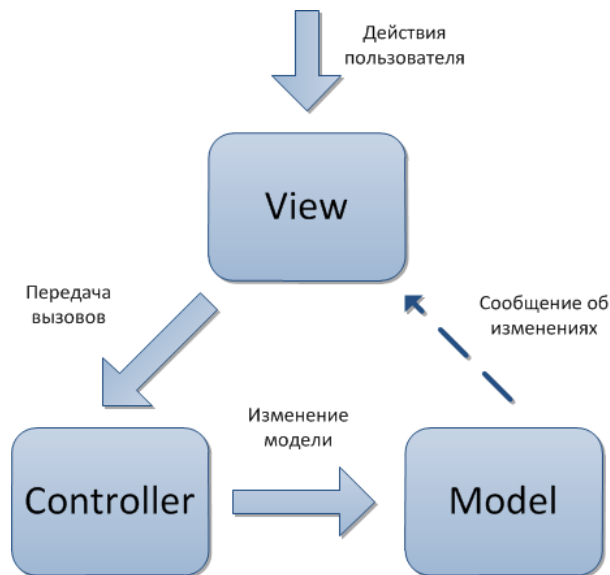 Действия
пользователя
View
Передача
вызовов
Сообщение об
изменениях
Изменение
модели
Controller
Model